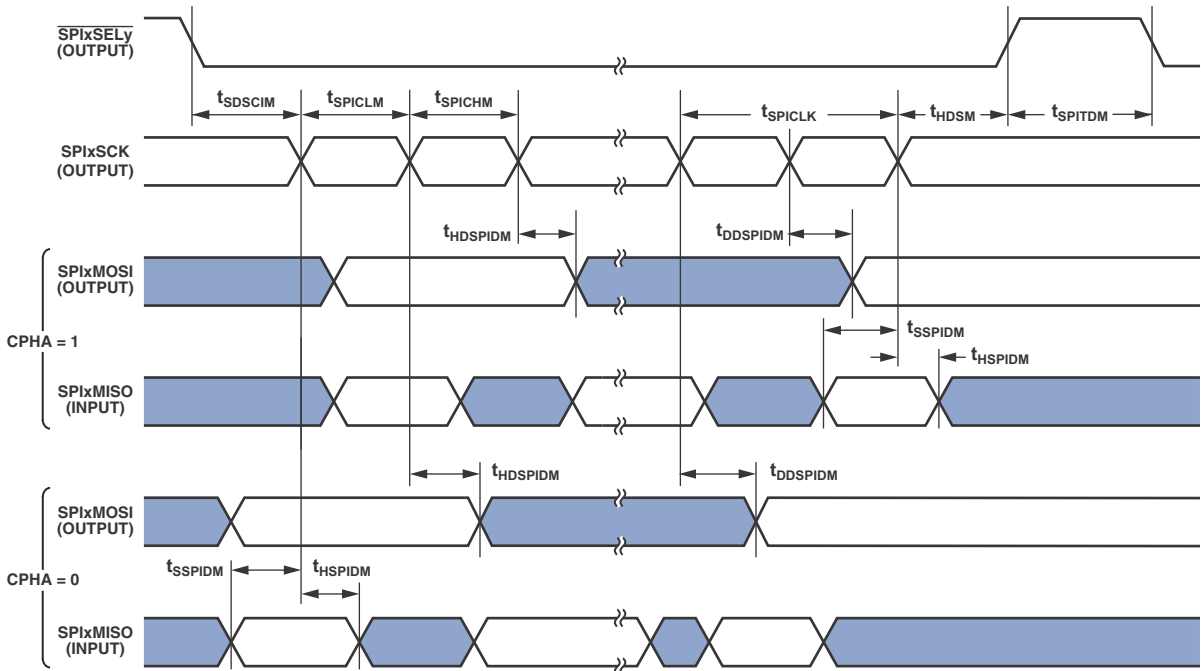 SPIxSELy
(OUTPUT)
tSDSCIM
tSPICLM
tSPICHM
tSPICLK
tHDSM
tSPITDM
SPIxSCK
(OUTPUT)
tHDSPIDM
tDDSPIDM
SPIxMOSI
(OUTPUT)
tSSPIDM
CPHA = 1
tHSPIDM
SPIxMISO
(INPUT)
tHDSPIDM
tDDSPIDM
SPIxMOSI
(OUTPUT)
tSSPIDM
tHSPIDM
CPHA = 0
SPIxMISO
(INPUT)